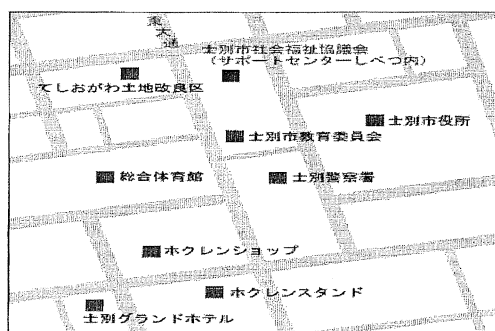 東大通
士別市社会福祉協議会
(サポートセンターしべつ内)
てしおがわ土地改良区
士別市役所
士別市教育委員会
総合体育館
士別警察署
ホクレンショップ
ホクレンスタンド
士別グランドホテル